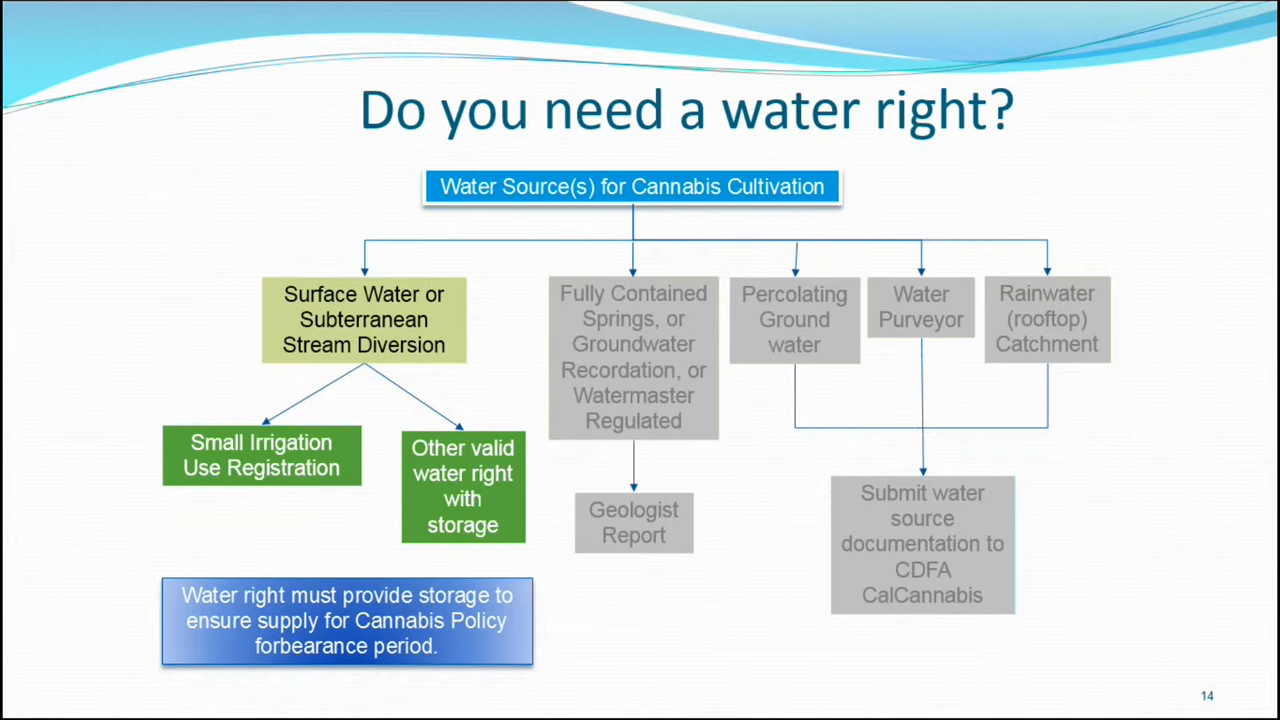 Do you need a water right?
Water Source(s) for Cannabis Cultivation
Surface Water or
Subterranean
Stream Diversion
Fully Contained
Springs, or
Groundwater
Recordation, or
Watermaster
Regulated
Percolating
Ground
water
Water
Purveyor
Rainwater
(rooftop)
Catchment
Small Irrigation
Use Registration
Other valid
water right
with
storage
Geologist
Report
Submit water
source
documentation to
CDFA
CalCannabis
Water right must provide storage to
ensure supply for Cannabis Policy
forbearance period.
14